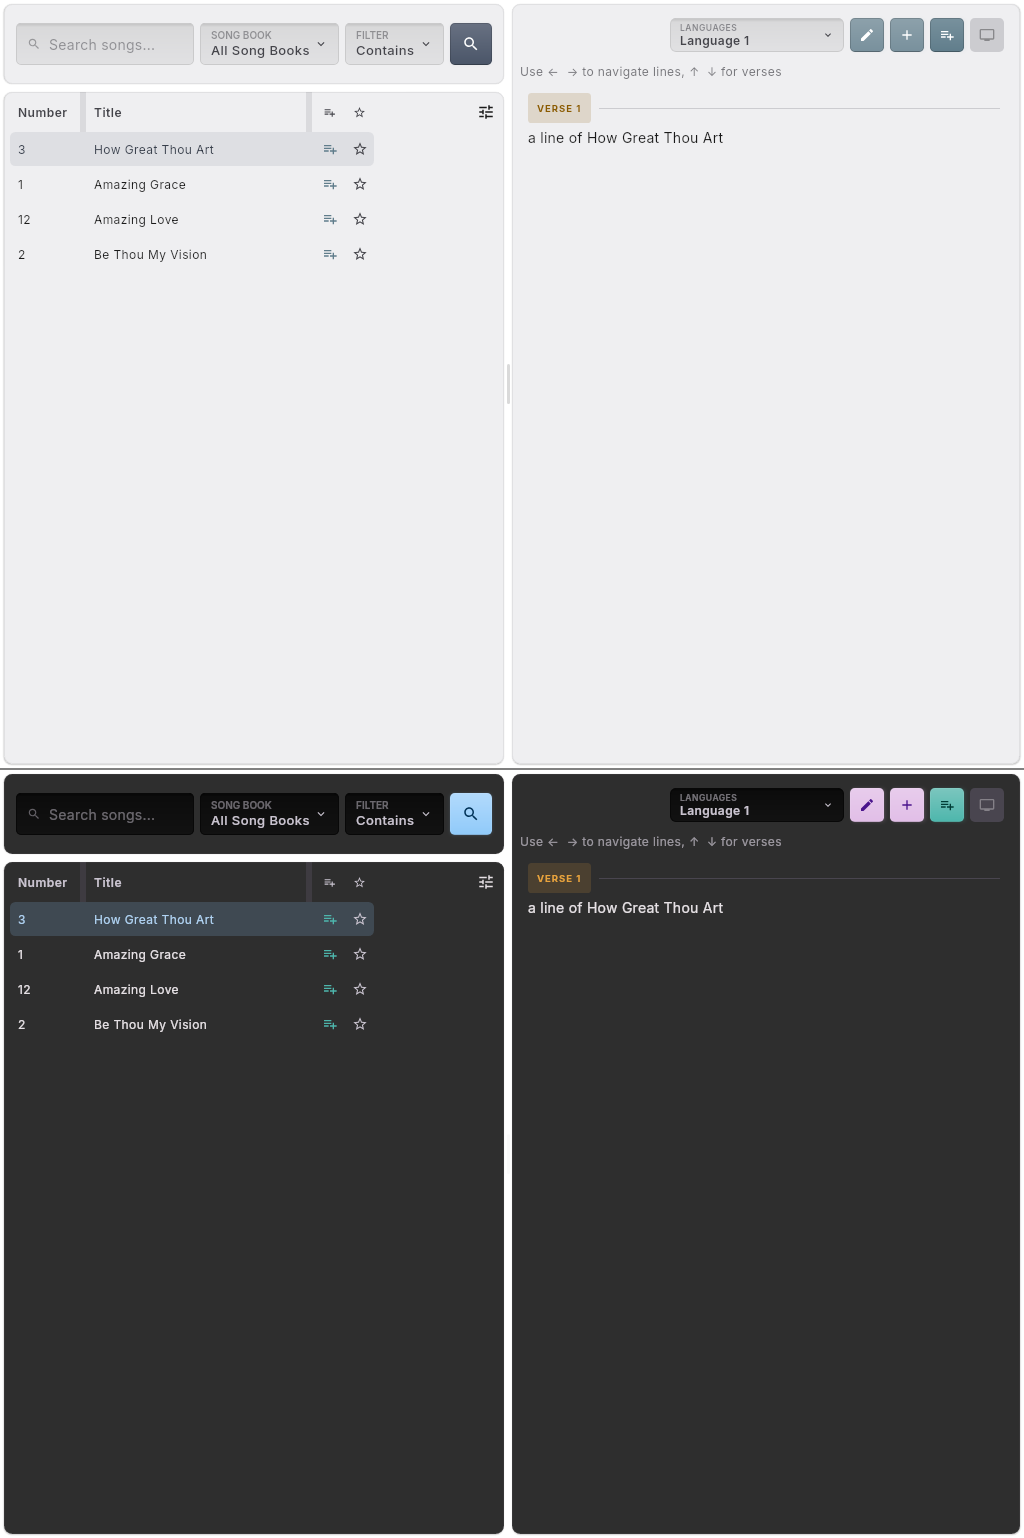 Search songs...
SONG BOOK
All Song Books
FILTER
Contains
Number Title
3 How Great Thou Art
1 Amazing Grace
12 Amazing Love
2 Be Thou My Vision
LANGUAGES
Language 1
Use ← → to navigate lines, ↑ ↓ for verses
VERSE 1
a line of How Great Thou Art
Search songs...
SONG BOOK
All Song Books
FILTER
Contains
Number Title
3 How Great Thou Art
1 Amazing Grace
12 Amazing Love
2 Be Thou My Vision
LANGUAGES
Language 1
Use ← → to navigate lines, ↑ ↓ for verses
VERSE 1
a line of How Great Thou Art